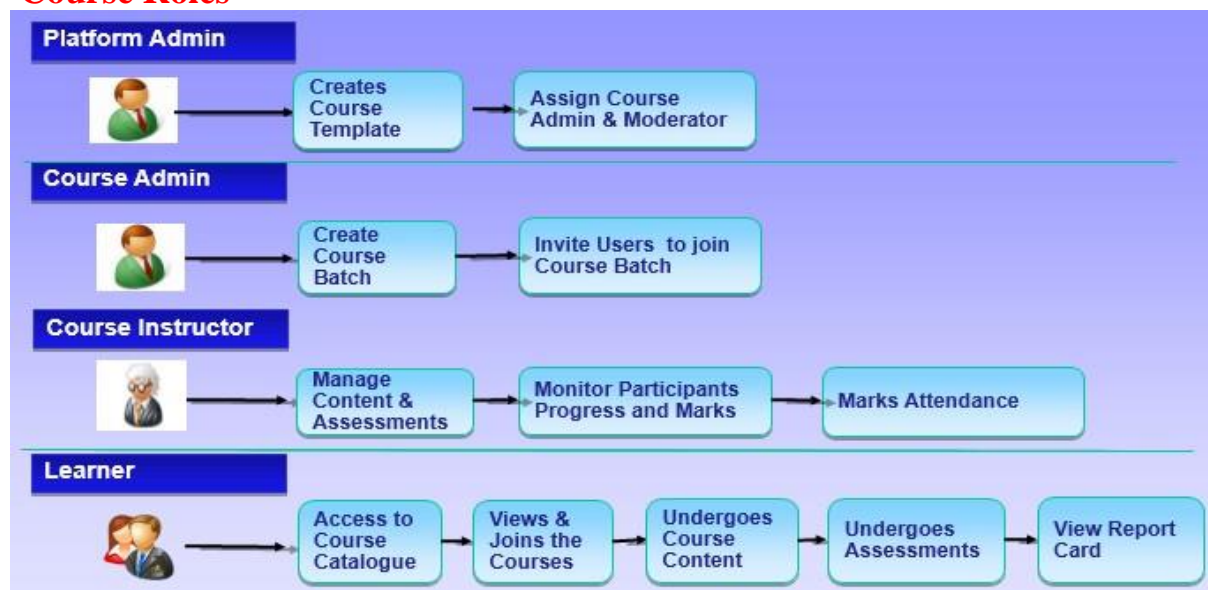 Course Roles
Platform Admin
Creates
Course
Template
Assign Course
Admin & Moderator
Course Admin
Create
Course
Batch
Invite Users to join
Course Batch
Course Instructor
Manage
Content &
Assessments
Monitor Participants
Progress and Marks
Marks Attendance
Learner
Access to
Course
Catalogue
Views &
Joins the
Courses
Undergoes
Course
Content
Undergoes
Assessments
View Report
Card